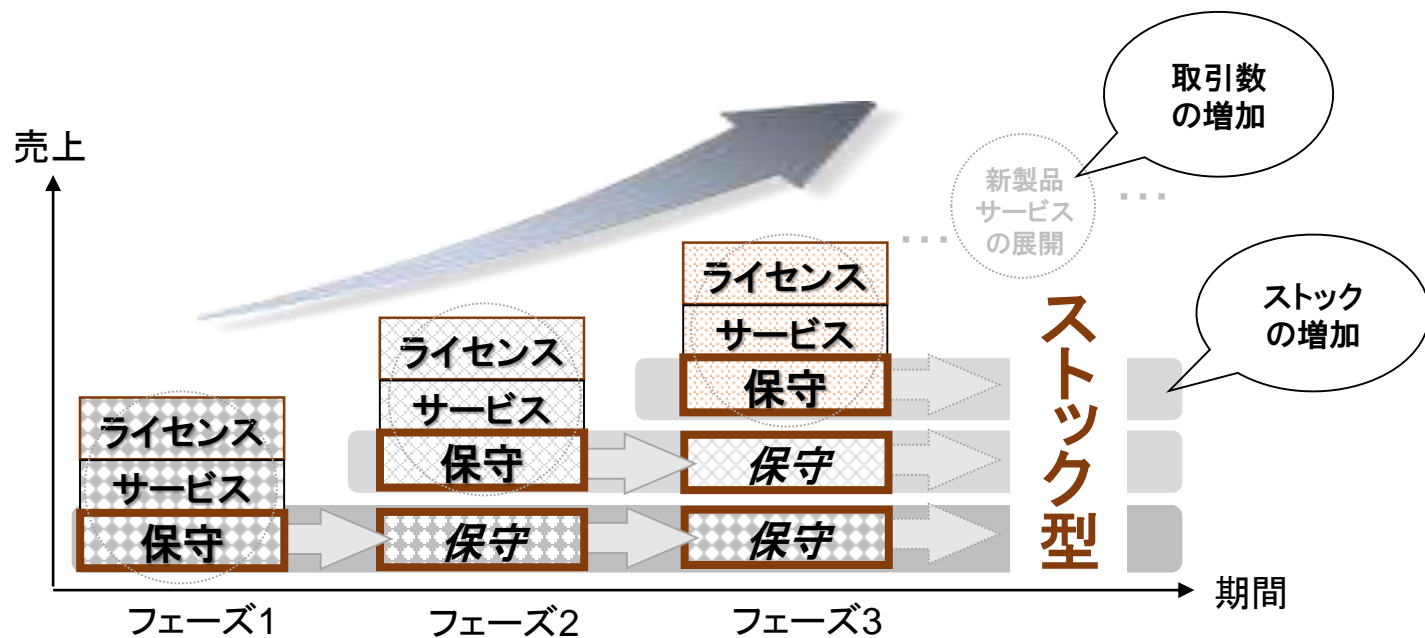 取引数
の増加
売上
新製品
サービス
の展開
・・・
・・・
ライセンス
サービス
保守
ストック
の増加
ライセンス
サービス
保守
保守
ストック型
ライセンス
サービス
保守
保守
保守
期間
フェーズ1
フェーズ2
フェーズ3